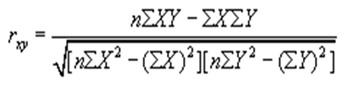 r_xy = nΣXY − ΣXΣY / √[nΣX² − (ΣX)²][nΣY² − (ΣY)²]